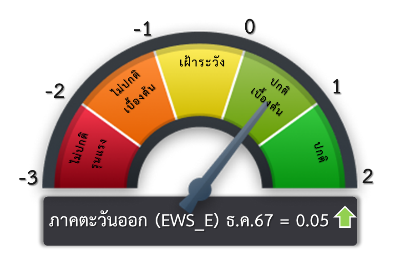 -3
-2
-1
0
1
2
ไม่ปกติ
รุนแรง
ไม่ปกติ
เบื้องต้น
เฝ้าระวัง
ปกติ
เบื้องต้น
ปกติ
ภาคตะวันออก (EWS_E) ธ.ค.67 = 0.05